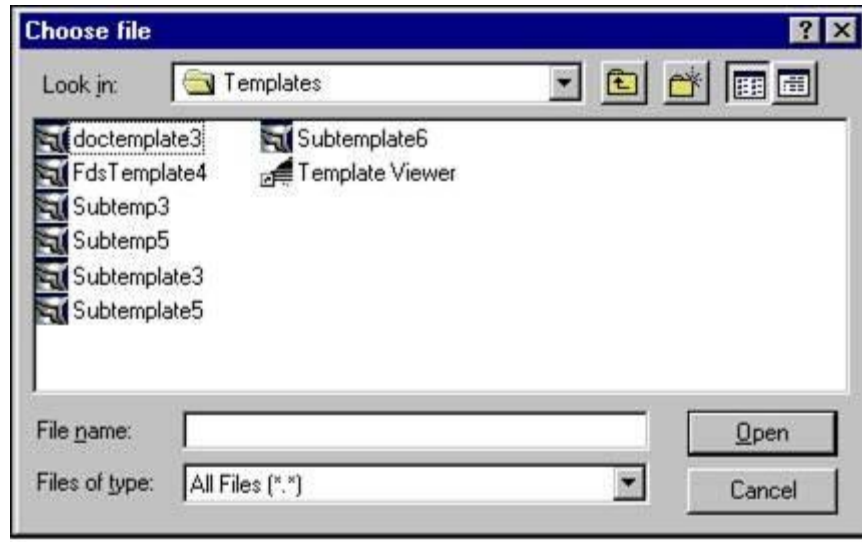 Choose file
Look in: Templates
doctemplate3
FdsTemplate4
Subtemp3
Subtemp5
Subtemplate3
Subtemplate5
Subtemplate6
Template Viewer
File name:
Open
Files of type: All Files (*.*)
Cancel